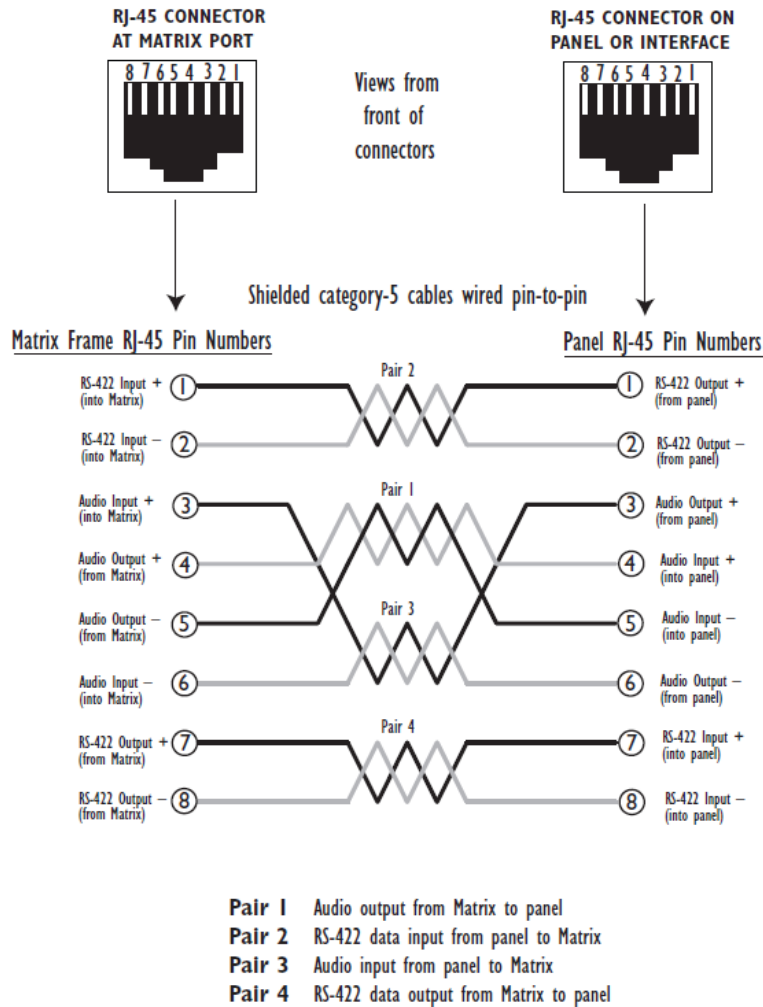 RJ-45 CONNECTOR
AT MATRIX PORT
RJ-45 CONNECTOR ON
PANEL OR INTERFACE
8 7 6 5 4 3 2 1
8 7 6 5 4 3 2 1
Views from
front of
connectors
Shielded category-5 cables wired pin-to-pin
Matrix Frame RJ-45 Pin Numbers
Panel RJ-45 Pin Numbers
Pair 2
RS-422 Input +
(into Matrix)
1
1
RS-422 Output +
(from panel)
RS-422 Input –
(into Matrix)
2
2
RS-422 Output –
(from panel)
Pair 1
Audio Input +
(into Matrix)
3
3
Audio Output +
(from panel)
Audio Output +
(from Matrix)
4
4
Audio Input +
(into panel)
Pair 3
Audio Output –
(from Matrix)
5
5
Audio Input –
(into panel)
Audio Input –
(into Matrix)
6
6
Audio Output –
(from panel)
Pair 4
RS-422 Output +
(from Matrix)
7
7
RS-422 Input +
(into panel)
RS-422 Output –
(from Matrix)
8
8
RS-422 Input –
(into panel)
Pair 1 Audio output from Matrix to panel
Pair 2 RS-422 data input from panel to Matrix
Pair 3 Audio input from panel to Matrix
Pair 4 RS-422 data output from Matrix to panel